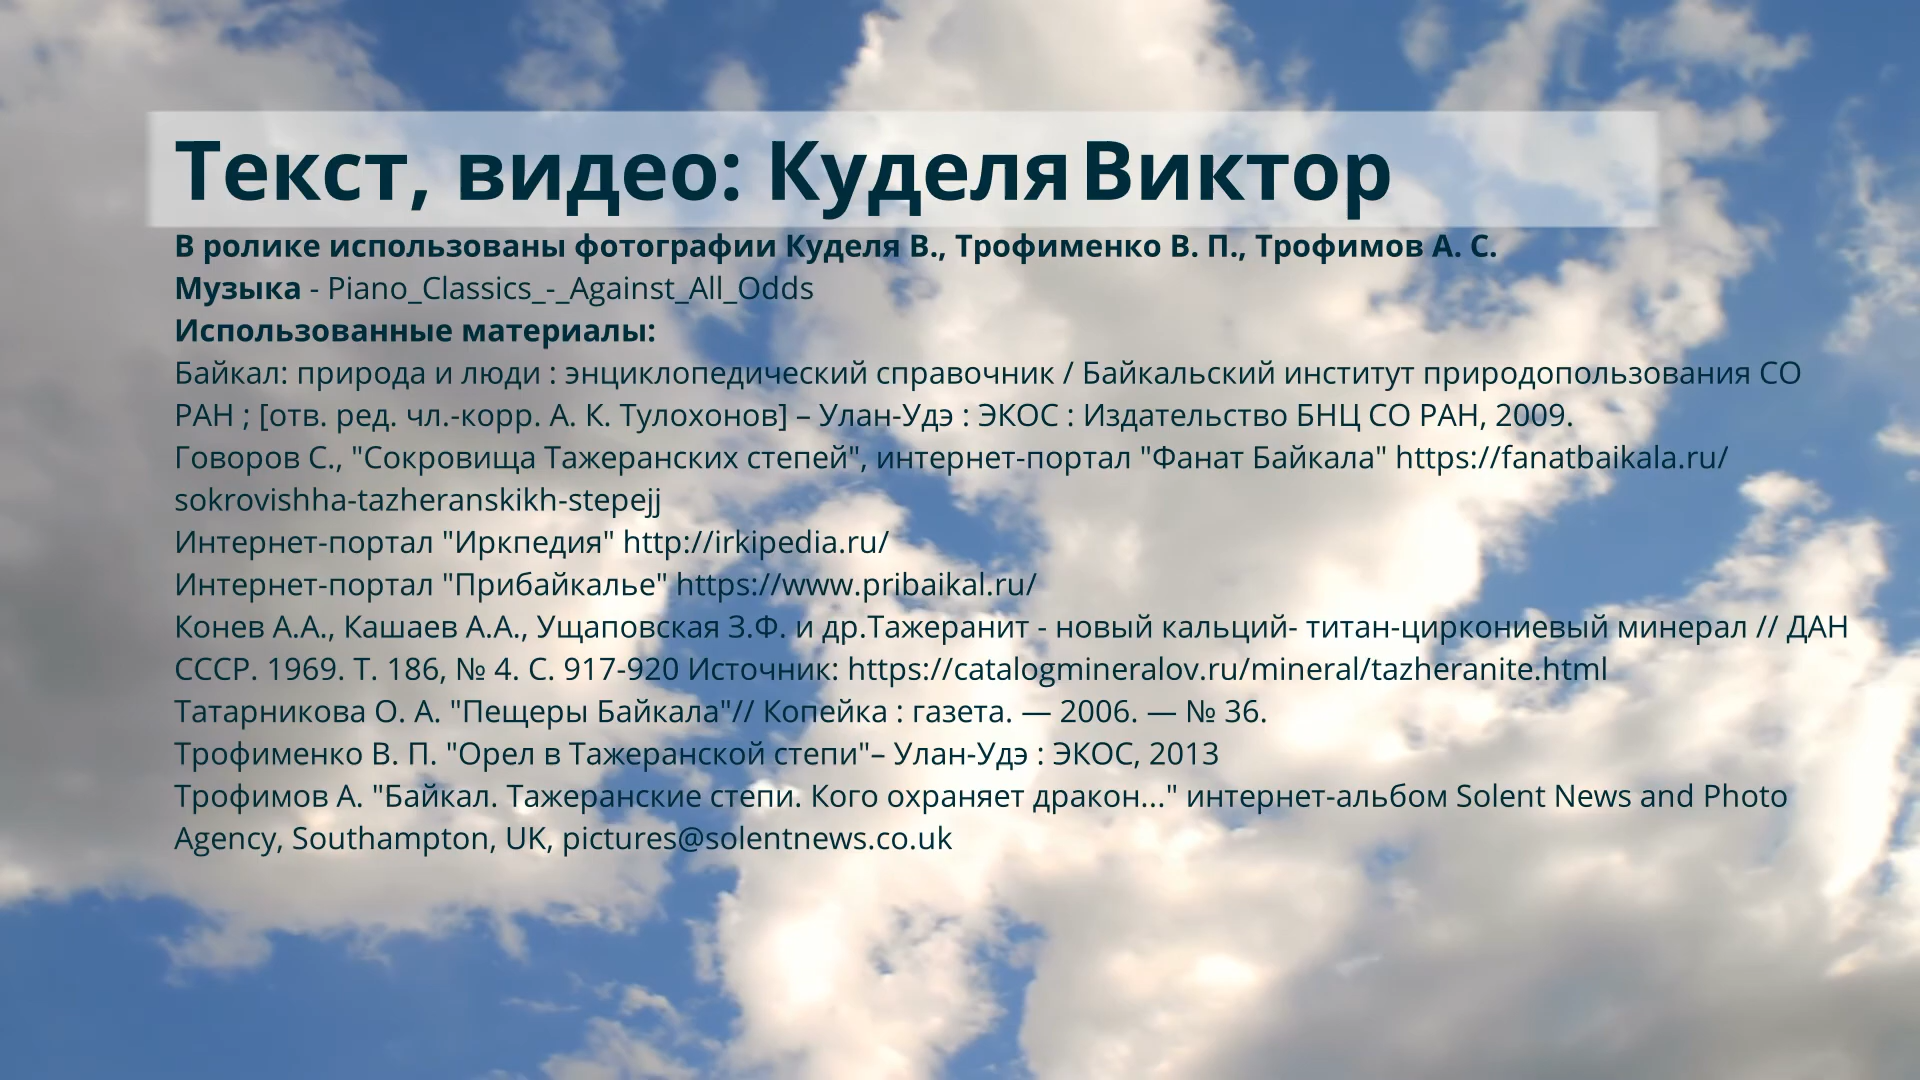 Текст, видео: Куделя Виктор
В ролике использованы фотографии Куделя В., Трофименко В. П., Трофимов А. С.
Музыка - Piano_Classics_-_Against_All_Odds
Использованные материалы:
Байкал: природа и люди : энциклопедический справочник / Байкальский институт природопользования СО
РАН ; [отв. ред. чл.-корр. А. К. Тулохонов] – Улан-Удэ : ЭКОС : Издательство БНЦ СО РАН, 2009.
Говоров С., "Сокровища Тажеранских степей", интернет-портал "Фанат Байкала" https://fanatbaikala.ru/
sokrovishha-tazheranskikh-stepejj
Интернет-портал "Иркпедия" http://irkipedia.ru/
Интернет-портал "Прибайкалье" https://www.pribaikal.ru/
Конев А.А., Кашаев А.А., Ущаповская З.Ф. и др.Тажеранит - новый кальций- титан-циркониевый минерал // ДАН
СССР. 1969. Т. 186, № 4. С. 917-920 Источник: https://catalogmineralov.ru/mineral/tazheranite.html
Татарникова О. А. "Пещеры Байкала"// Копейка : газета. — 2006. — № 36.
Трофименко В. П. "Орел в Тажеранской степи"– Улан-Удэ : ЭКОС, 2013
Трофимов А. "Байкал. Тажеранские степи. Кого охраняет дракон..." интернет-альбом Solent News and Photo
Agency, Southampton, UK, pictures@solentnews.co.uk